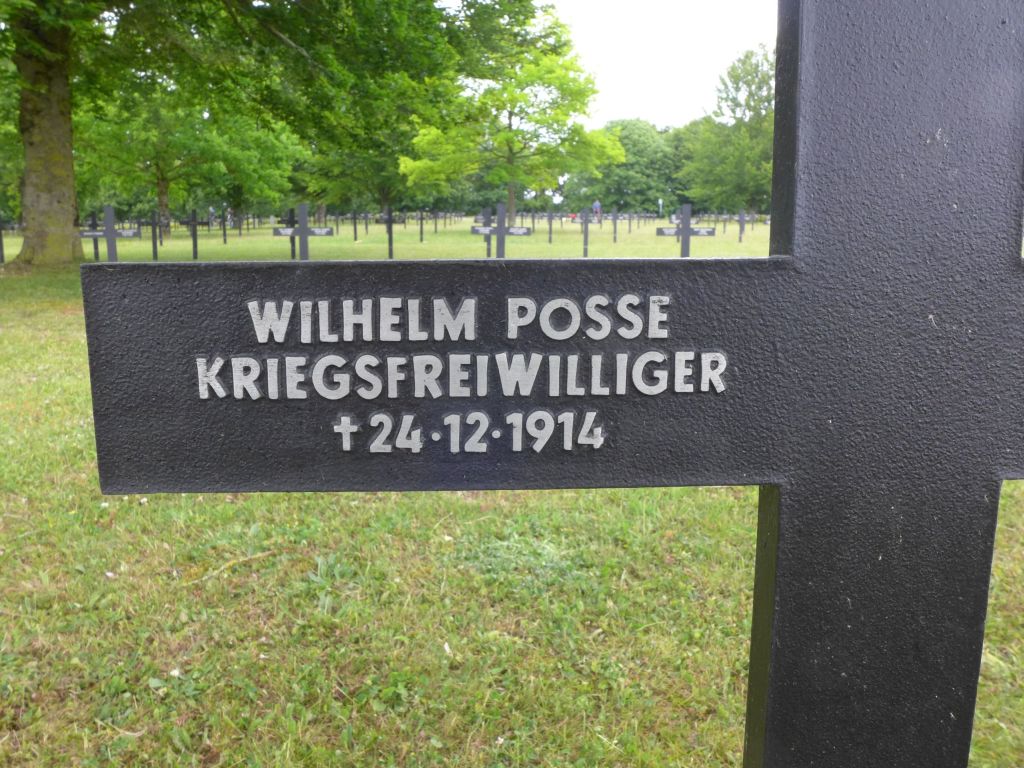 WILHELM POSSE
KRIEGSFREIWILLIGER
✝ 24·12·1914